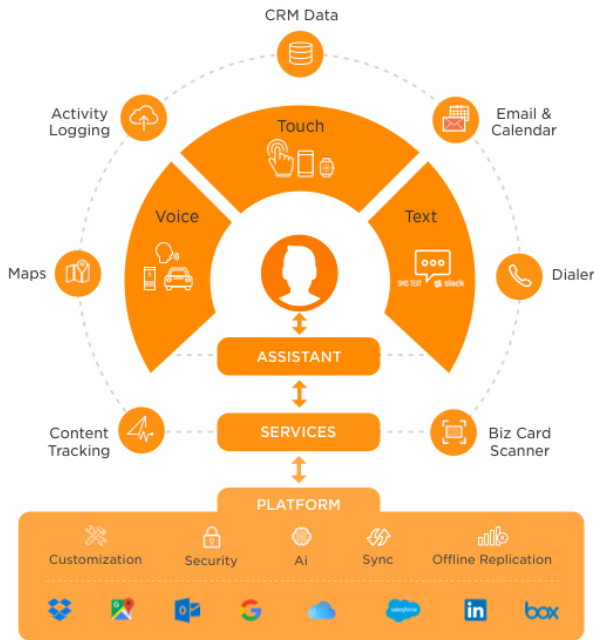 CRM Data
Activity
Logging
Email &
Calendar
Touch
Voice
Text
SMS TEXT
slack
Maps
Dialer
ASSISTANT
Content
Tracking
SERVICES
Biz Card
Scanner
PLATFORM
Customization
Security
Ai
Sync
Offline Replication
salesforce
in
box